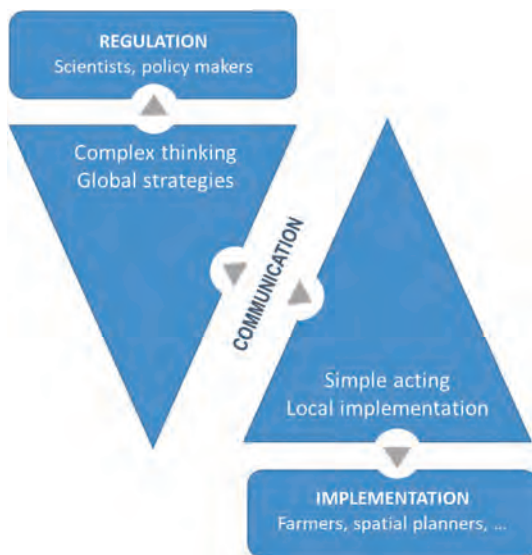 REGULATION
Scientists, policy makers
Complex thinking
Global strategies
COMMUNICATION
Simple acting
Local implementation
IMPLEMENTATION
Farmers, spatial planners, ...